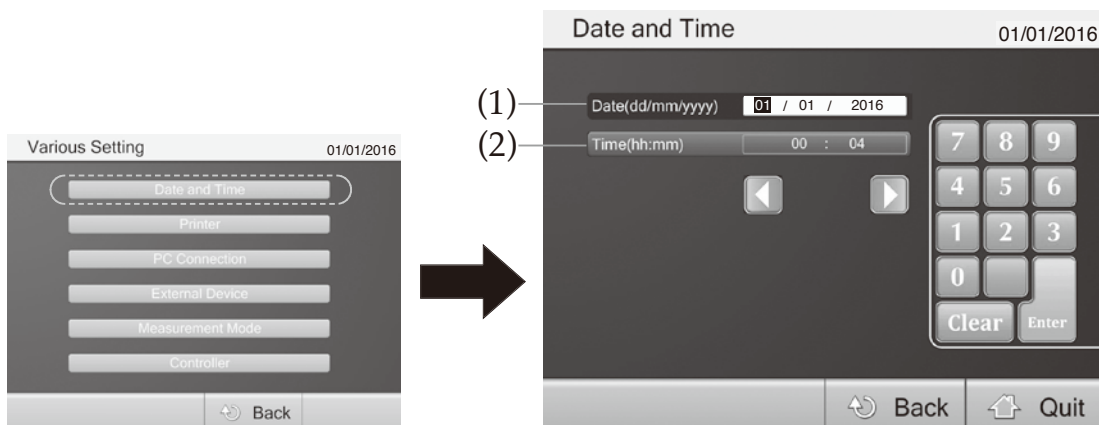 Various Setting 01/01/2016
Date and Time
Printer
PC Connection
External Device
Measurement Mode
Controller
Back
Date and Time 01/01/2016
(1) Date(dd/mm/yyyy) 01 / 01 / 2016
(2) Time(hh:mm) 00 : 04
7 8 9
4 5 6
1 2 3
0
Clear Enter
Back Quit